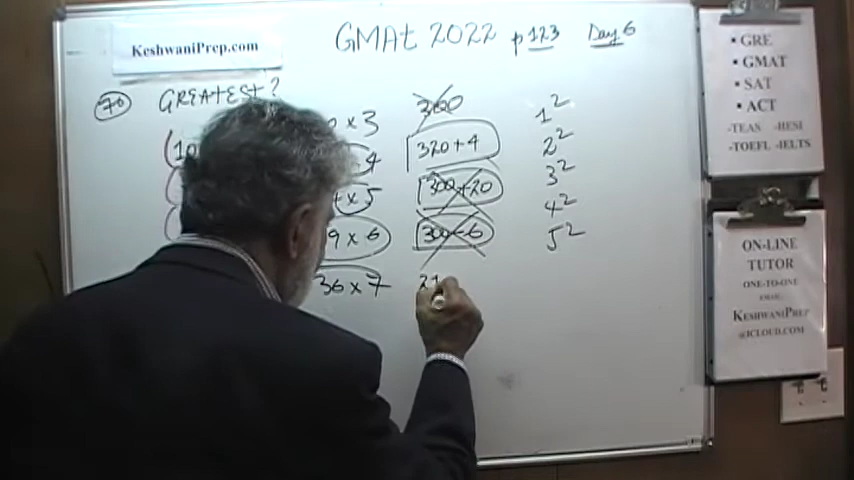 KeshwaniPrep.com
GMAt 2022 p 123 Day 6
70 GREATEST?
x 3 300 1²
10 4 320+4 2²
x 5 300+20 3²
9 x 6 300-6 4²
5²
36 x 7 21
• GRE
• GMAT
• SAT
• ACT
-TEAS -HESI
-TOEFL -IELTS
ON-LINE
TUTOR
ONE-TO-ONE
EMAIL:
KESHWANIPREP
@ICLOUD.COM